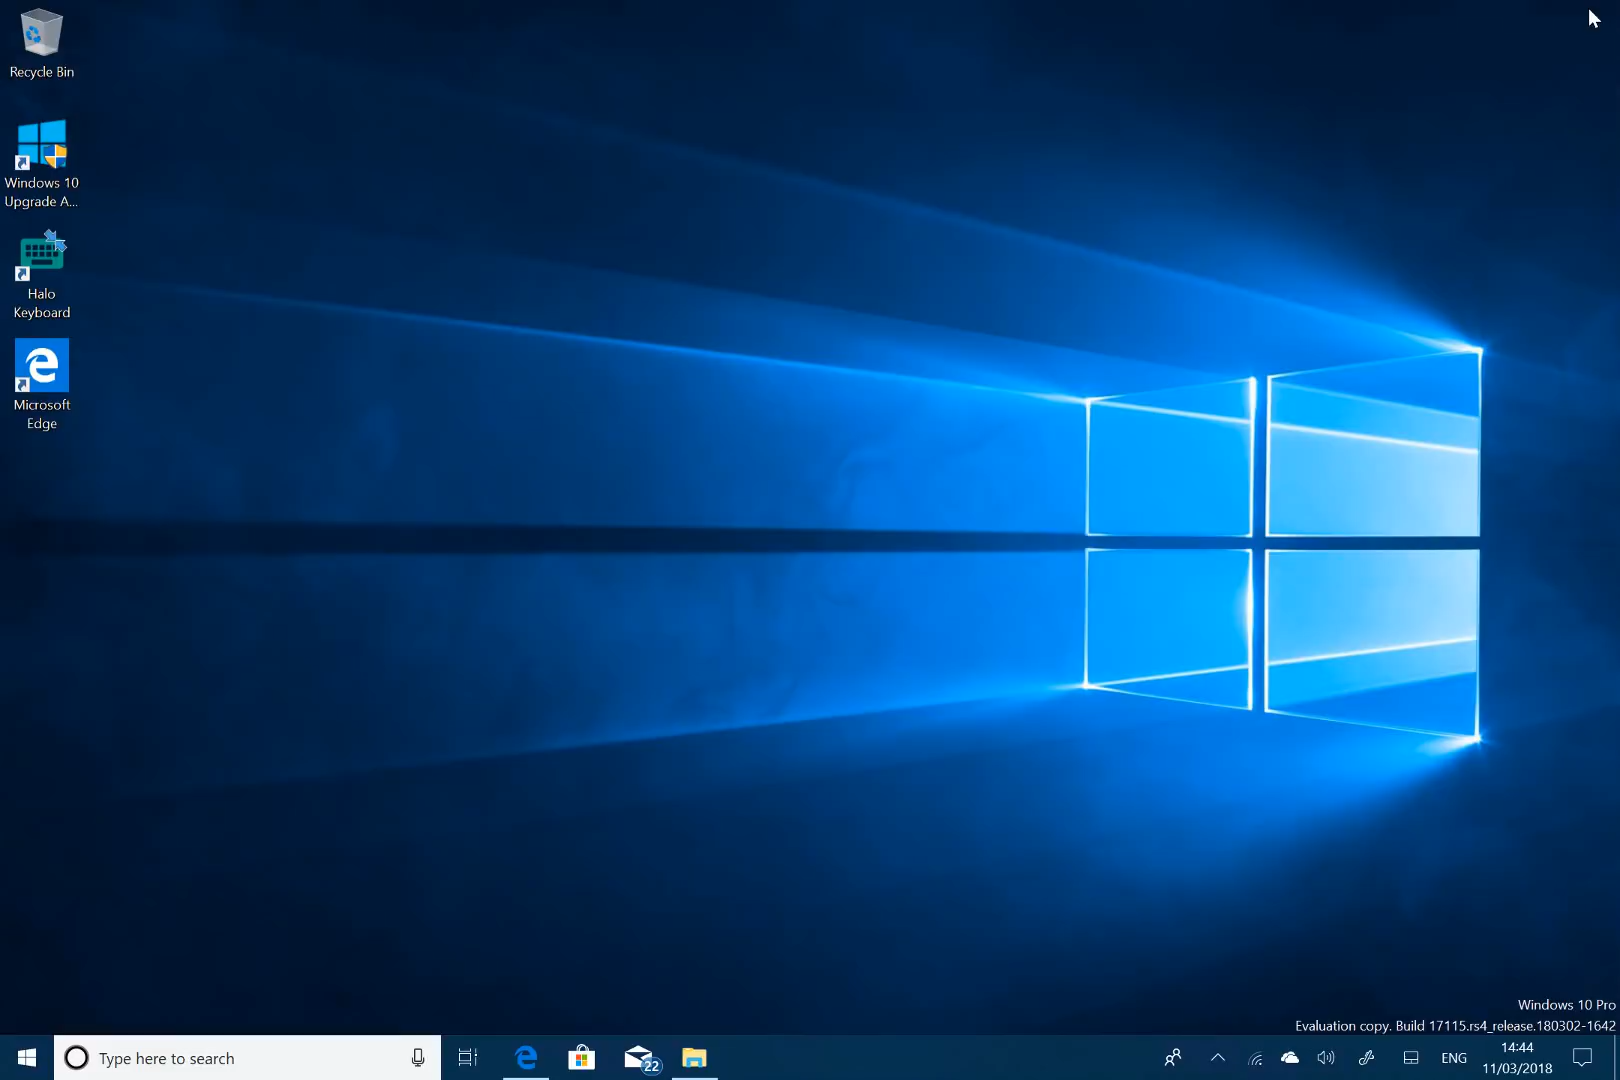 Recycle Bin
Windows 10
Upgrade A...
Halo
Keyboard
Microsoft
Edge
Windows 10 Pro
Evaluation copy. Build 17115.rs4_release.180302-1642
Type here to search
22
ENG
14:44
11/03/2018